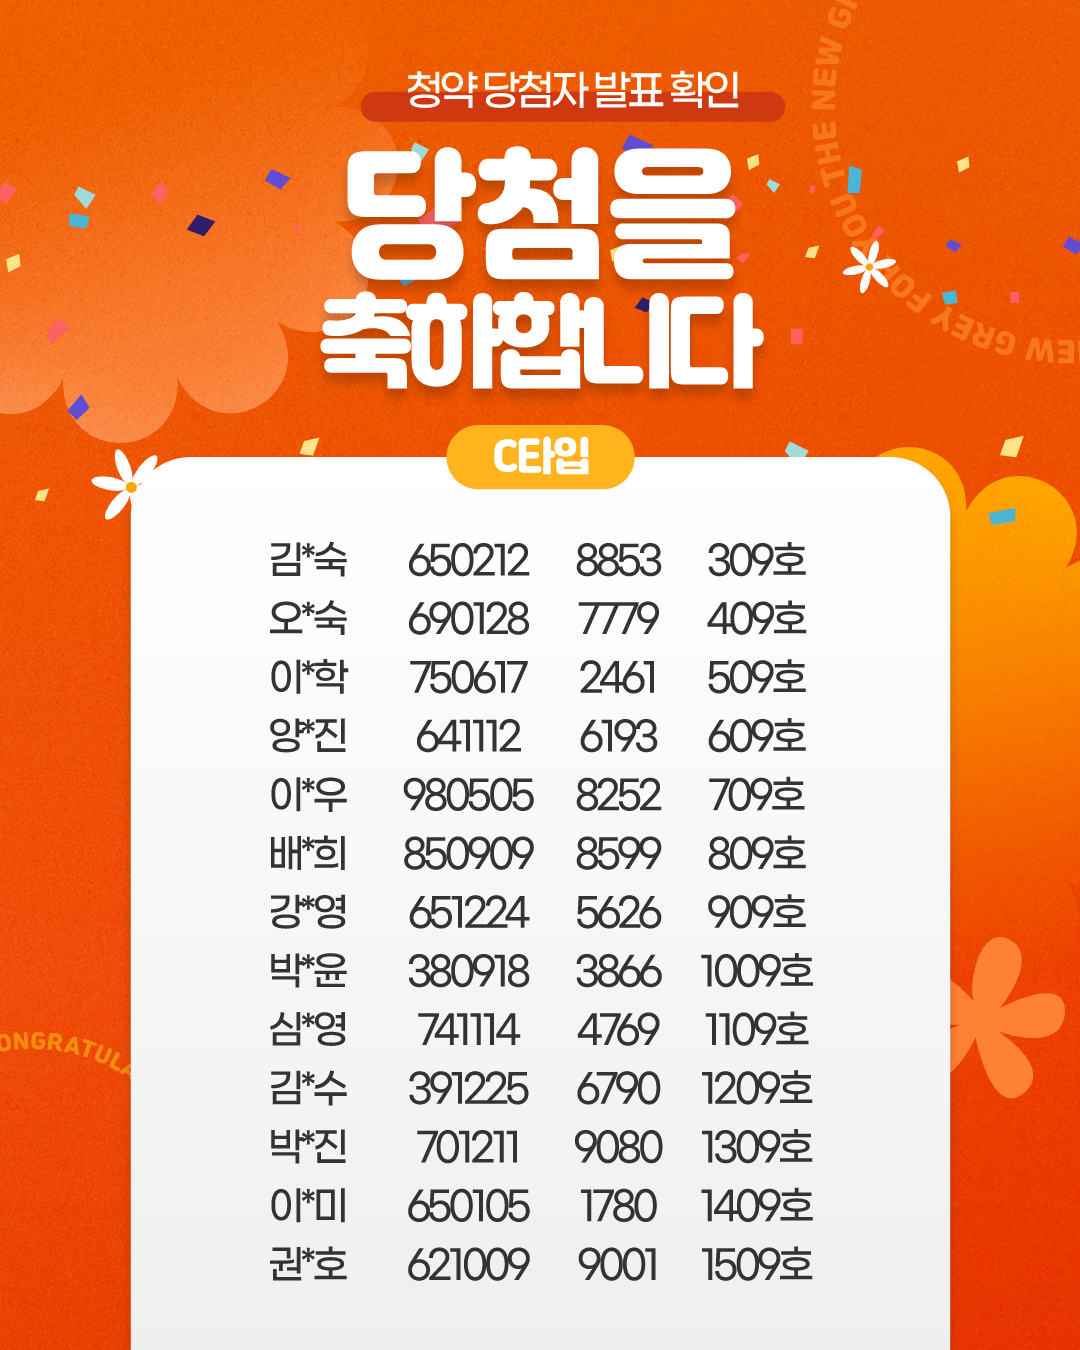 청약 당첨자 발표 확인
당첨을
축하합니다
C타입
김*숙 650212 8853 309호
오*숙 690128 7779 409호
이*학 750617 2461 509호
양*진 641112 6193 609호
이*우 980505 8252 709호
배*희 850909 8599 809호
강*영 651224 5626 909호
박*윤 380918 3866 1009호
심*영 741114 4769 1109호
김*수 391225 6790 1209호
박*진 701211 9080 1309호
이*미 650105 1780 1409호
권*호 621009 9001 1509호
NEW GREY FOR YOU THE NEW